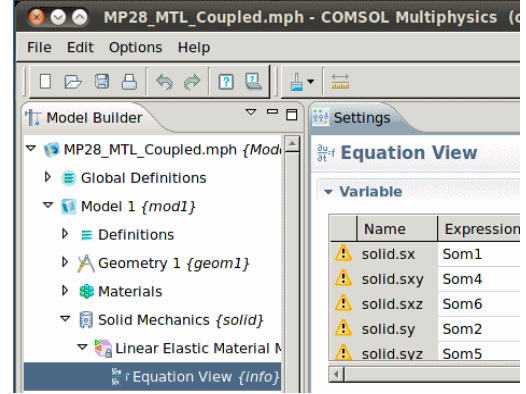 MP28_MTL_Coupled.mph - COMSOL Multiphysics (
File Edit Options Help
Model Builder
Settings
MP28_MTL_Coupled.mph {Mod
Equation View
Global Definitions
Variable
Model 1 {mod1}
Definitions
Name Expression
Geometry 1 {geom1}
solid.sx Som1
solid.sxy Som4
Materials
solid.sxz Som6
Solid Mechanics {solid}
solid.sy Som2
Linear Elastic Material
solid.syz Som5
Equation View {info}